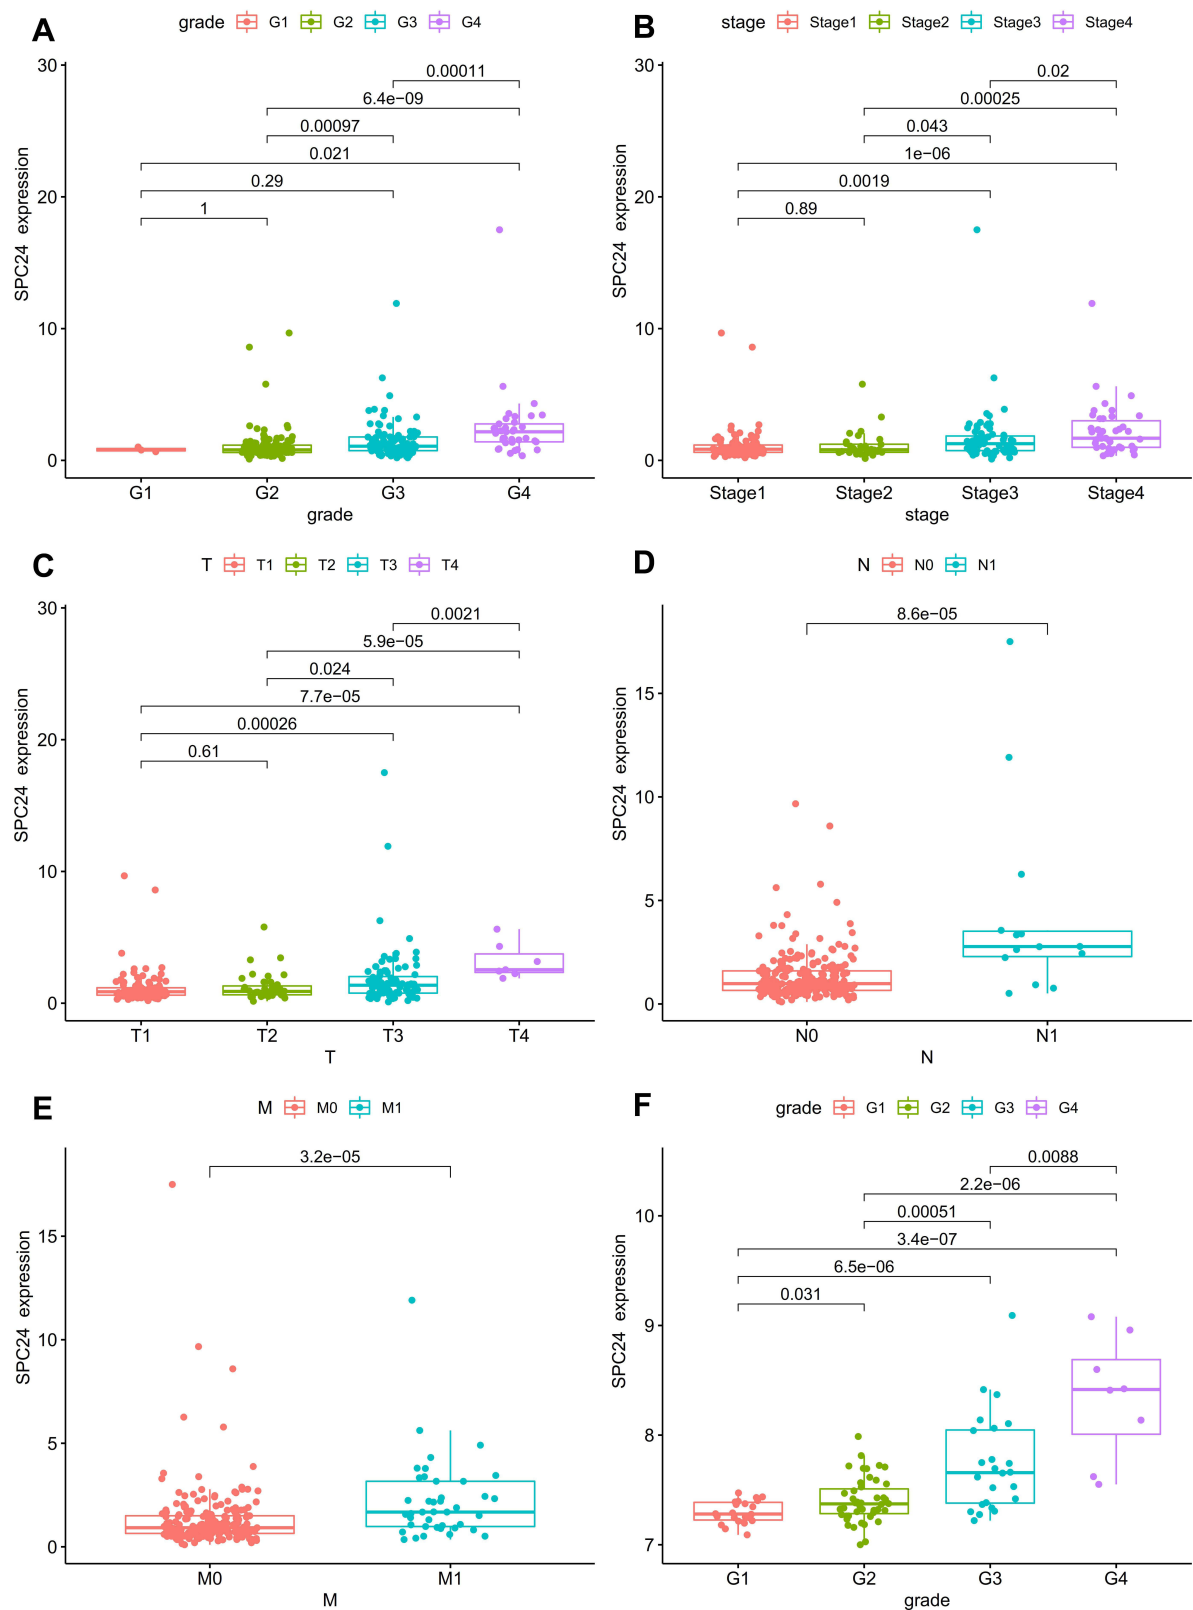 A
grade G1 G2 G3 G4
30
20
10
0
SPC24 expression
0.00011
6.4e−09
0.00097
0.021
0.29
1
G1 G2 G3 G4
grade
B
stage Stage1 Stage2 Stage3 Stage4
30
20
10
0
SPC24 expression
0.02
0.00025
0.043
1e−06
0.0019
0.89
Stage1 Stage2 Stage3 Stage4
stage
C
T T1 T2 T3 T4
30
20
10
0
SPC24 expression
0.0021
5.9e−05
0.024
7.7e−05
0.00026
0.61
T1 T2 T3 T4
T
D
N N0 N1
15
10
5
0
SPC24 expression
8.6e−05
N0 N1
N
E
M M0 M1
15
10
5
0
SPC24 expression
3.2e−05
M0 M1
M
F
grade G1 G2 G3 G4
10
9
8
7
SPC24 expression
0.0088
2.2e−06
0.00051
3.4e−07
6.5e−06
0.031
G1 G2 G3 G4
grade